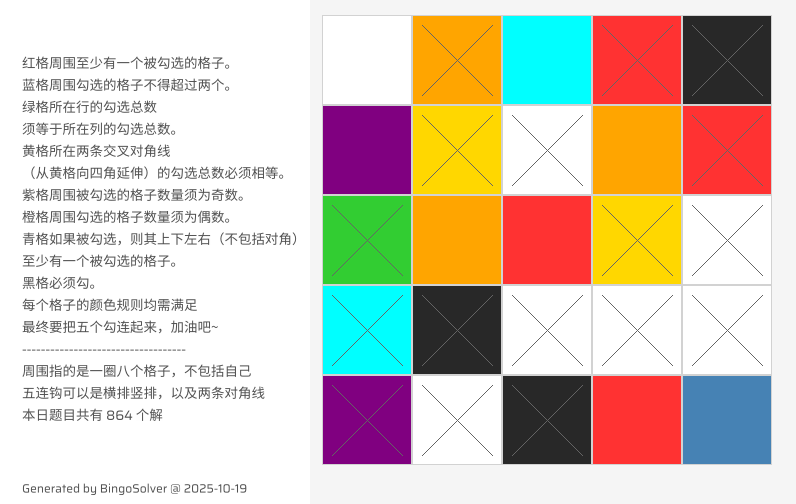 红格周围至少有一个被勾选的格子。
蓝格周围勾选的格子不得超过两个。
绿格所在行的勾选总数
须等于所在列的勾选总数。
黄格所在两条交叉对角线
（从黄格向四角延伸）的勾选总数必须相等。
紫格周围被勾选的格子数量须为奇数。
橙格周围勾选的格子数量须为偶数。
青格如果被勾选，则其上下左右（不包括对角）
至少有一个被勾选的格子。
黑格必须勾。
每个格子的颜色规则均需满足
最终要把五个勾连起来，加油吧~
-----------------------------------
周围指的是一圈八个格子，不包括自己
五连钩可以是横排竖排，以及两条对角线
本日题目共有 864 个解
Generated by BingoSolver @ 2025-10-19